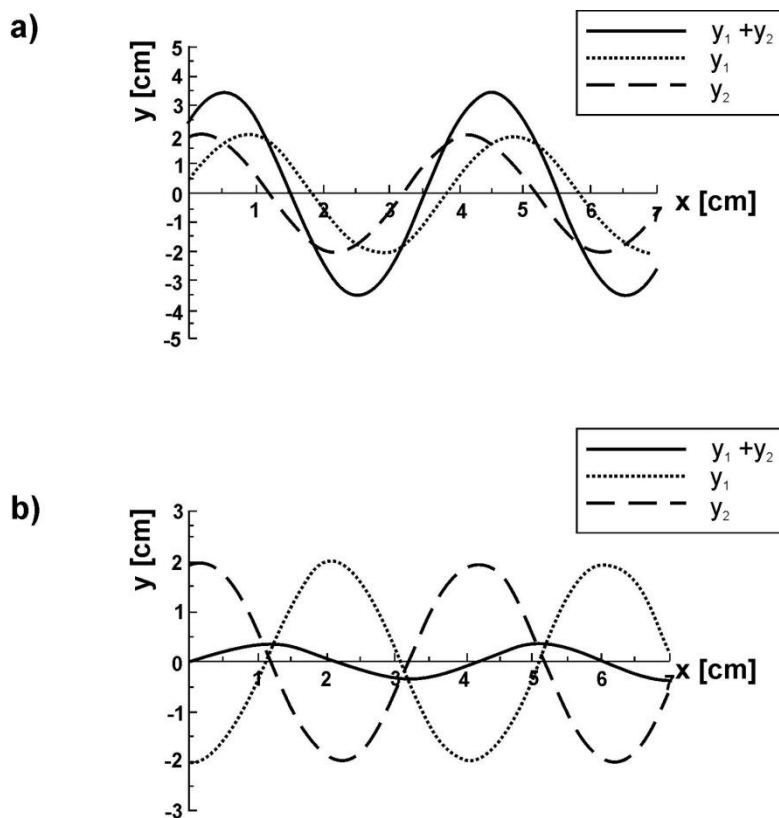 a)
y₁ +y₂
y₁
y₂
y [cm]
5
4
3
2
1
0
-1
-2
-3
-4
-5
1 2 3 4 5 6 7
x [cm]
b)
y₁ +y₂
y₁
y₂
y [cm]
3
2
1
0
-1
-2
-3
1 2 3 4 5 6 7
x [cm]